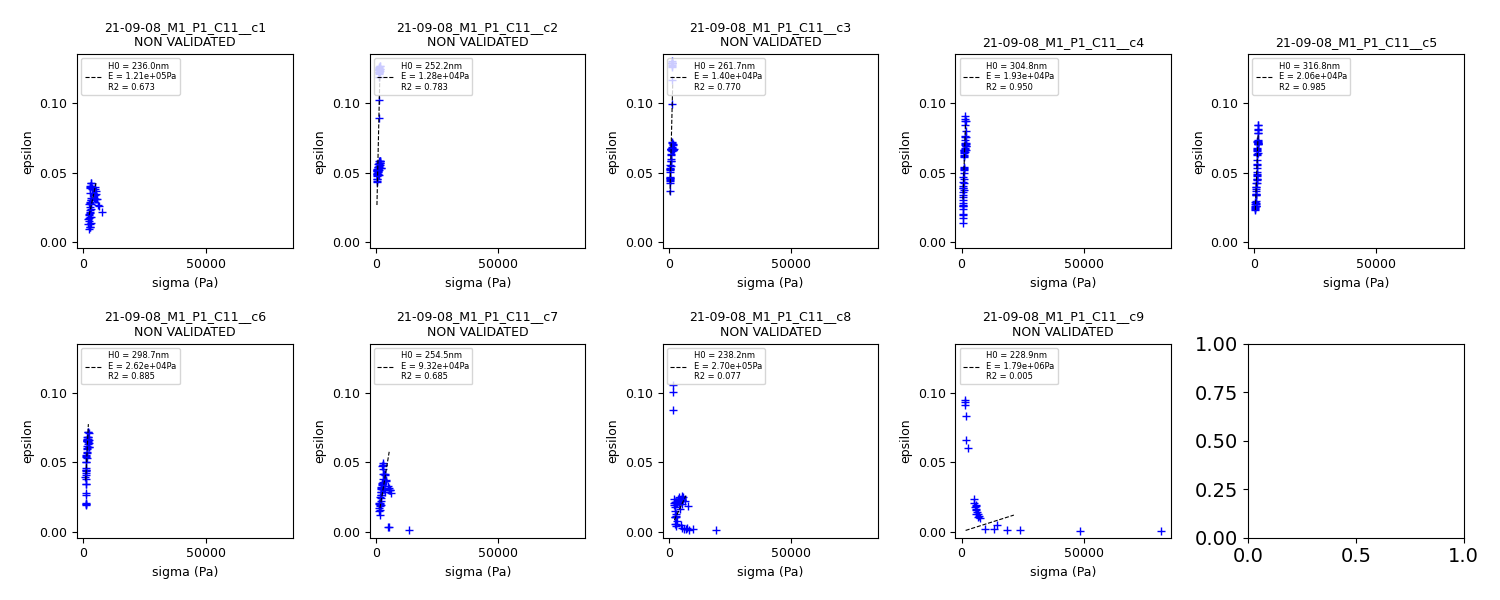 21-09-08_M1_P1_C11__c1
NON VALIDATED
H0 = 236.0nm
E = 1.21e+05Pa
R2 = 0.673
0.10
0.05
0.00
epsilon
0
50000
sigma (Pa)
21-09-08_M1_P1_C11__c2
NON VALIDATED
H0 = 252.2nm
E = 1.28e+04Pa
R2 = 0.783
0.10
0.05
0.00
epsilon
0
50000
sigma (Pa)
21-09-08_M1_P1_C11__c3
NON VALIDATED
H0 = 261.7nm
E = 1.40e+04Pa
R2 = 0.770
0.10
0.05
0.00
epsilon
0
50000
sigma (Pa)
21-09-08_M1_P1_C11__c4
H0 = 304.8nm
E = 1.93e+04Pa
R2 = 0.950
0.10
0.05
0.00
epsilon
0
50000
sigma (Pa)
21-09-08_M1_P1_C11__c5
H0 = 316.8nm
E = 2.06e+04Pa
R2 = 0.985
0.10
0.05
0.00
epsilon
0
50000
sigma (Pa)
21-09-08_M1_P1_C11__c6
NON VALIDATED
H0 = 298.7nm
E = 2.62e+04Pa
R2 = 0.885
0.10
0.05
0.00
epsilon
0
50000
sigma (Pa)
21-09-08_M1_P1_C11__c7
NON VALIDATED
H0 = 254.5nm
E = 9.32e+04Pa
R2 = 0.685
0.10
0.05
0.00
epsilon
0
50000
sigma (Pa)
21-09-08_M1_P1_C11__c8
NON VALIDATED
H0 = 238.2nm
E = 2.70e+05Pa
R2 = 0.077
0.10
0.05
0.00
epsilon
0
50000
sigma (Pa)
21-09-08_M1_P1_C11__c9
NON VALIDATED
H0 = 228.9nm
E = 1.79e+06Pa
R2 = 0.005
0.10
0.05
0.00
epsilon
0
50000
sigma (Pa)
1.00
0.75
0.50
0.25
0.00
0.0
0.5
1.0